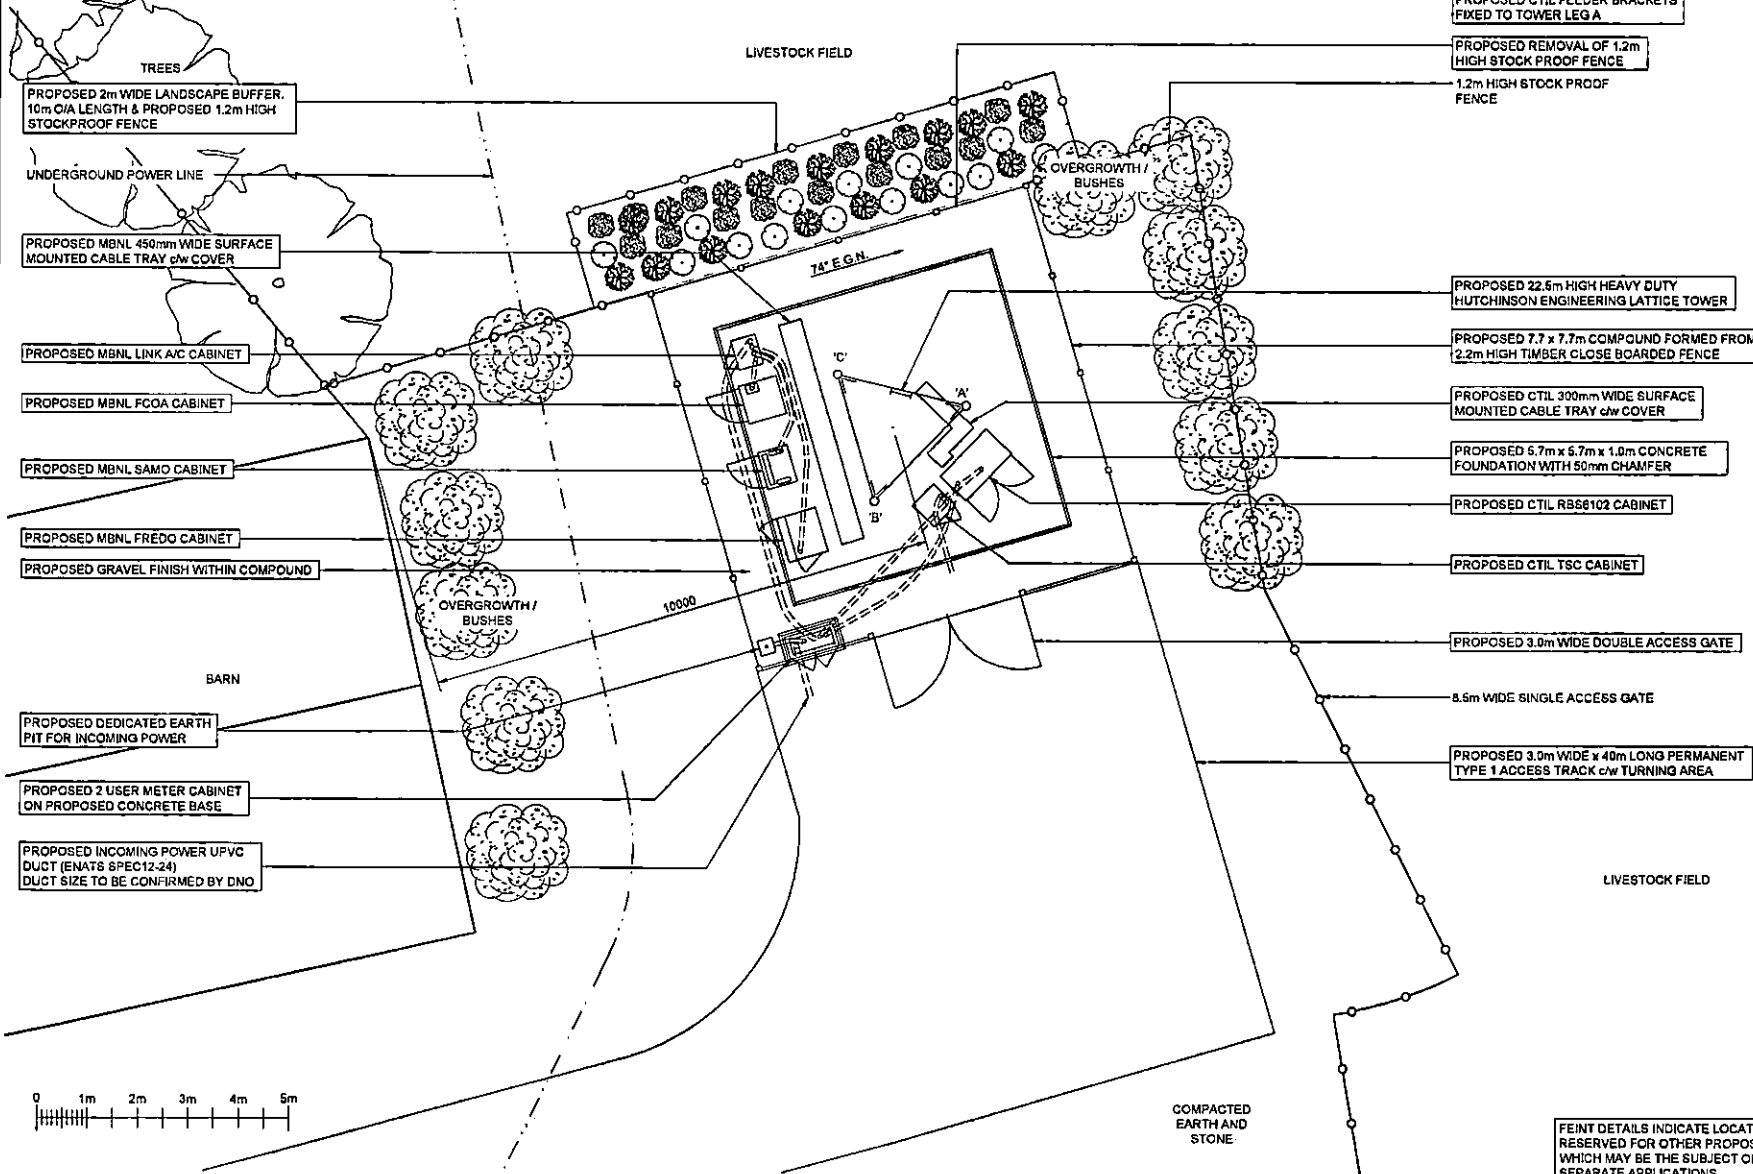 PROPOSED CTIL FEEDER BRACKETS
FIXED TO TOWER LEG A
LIVESTOCK FIELD
PROPOSED REMOVAL OF 1.2m
HIGH STOCK PROOF FENCE
TREES
1.2m HIGH STOCK PROOF
FENCE
PROPOSED 2m WIDE LANDSCAPE BUFFER.
10m O/A LENGTH & PROPOSED 1.2m HIGH
STOCKPROOF FENCE
UNDERGROUND POWER LINE
OVERGROWTH /
BUSHES
PROPOSED MBNL 450mm WIDE SURFACE
MOUNTED CABLE TRAY c/w COVER
74° E.G.N.
PROPOSED 22.5m HIGH HEAVY DUTY
HUTCHINSON ENGINEERING LATTICE TOWER
PROPOSED MBNL LINK A/C CABINET
PROPOSED 7.7 x 7.7m COMPOUND FORMED FROM
2.2m HIGH TIMBER CLOSE BOARDED FENCE
'C'
'A'
PROPOSED MBNL FCOA CABINET
PROPOSED CTIL 300mm WIDE SURFACE
MOUNTED CABLE TRAY c/w COVER
PROPOSED MBNL SAMO CABINET
PROPOSED 5.7m x 5.7m x 1.0m CONCRETE
FOUNDATION WITH 50mm CHAMFER
'B'
PROPOSED CTIL RBS6102 CABINET
PROPOSED MBNL FREDO CABINET
PROPOSED GRAVEL FINISH WITHIN COMPOUND
PROPOSED CTIL TSC CABINET
10000
OVERGROWTH /
BUSHES
PROPOSED 3.0m WIDE DOUBLE ACCESS GATE
BARN
8.5m WIDE SINGLE ACCESS GATE
PROPOSED DEDICATED EARTH
PIT FOR INCOMING POWER
PROPOSED 3.0m WIDE x 40m LONG PERMANENT
TYPE 1 ACCESS TRACK c/w TURNING AREA
PROPOSED 2 USER METER CABINET
ON PROPOSED CONCRETE BASE
PROPOSED INCOMING POWER UPVC
DUCT (ENATS SPEC12-24)
DUCT SIZE TO BE CONFIRMED BY DNO
LIVESTOCK FIELD
0 1m 2m 3m 4m 5m
COMPACTED
EARTH AND
STONE
FEINT DETAILS INDICATE LOCAT
RESERVED FOR OTHER PROPOS
WHICH MAY BE THE SUBJECT O
SEPARATE APPLICATIONS